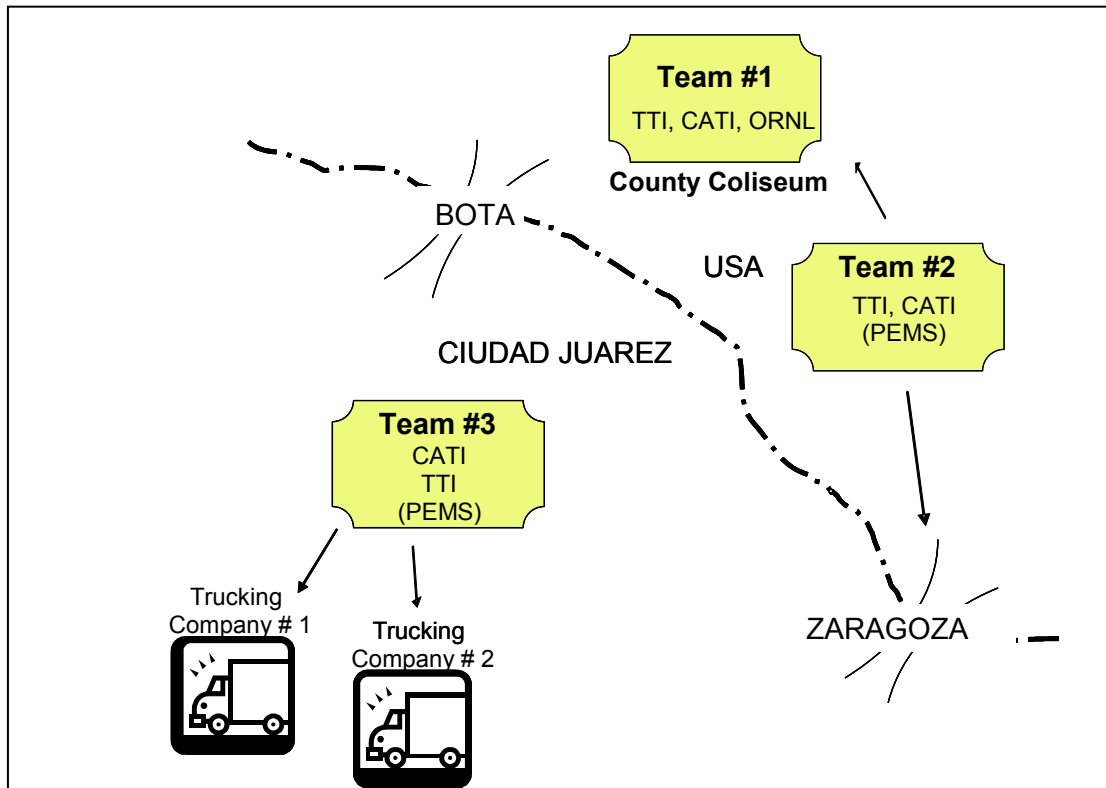 Team #1
TTI, CATI, ORNL
County Coliseum
BOTA
USA
Team #2
TTI, CATI
(PEMS)
CIUDAD JUAREZ
Team #3
CATI
TTI
(PEMS)
Trucking
Company # 1
Trucking
Company # 2
ZARAGOZA